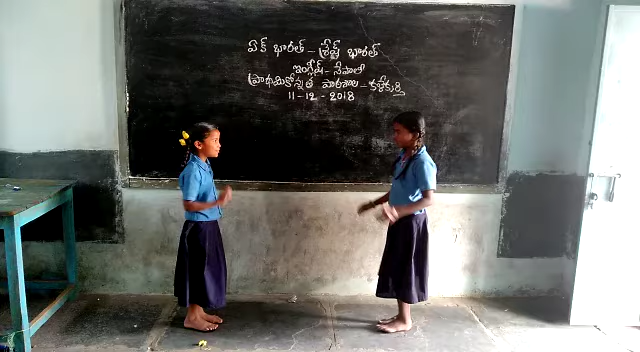 ఏక్ భారత్ - శ్రేష్ఠ్ భారత్
ఇంగ్లీష్ - నేపాలీ
ప్రాథమికోన్నత పాఠశాల -
11-12-2018